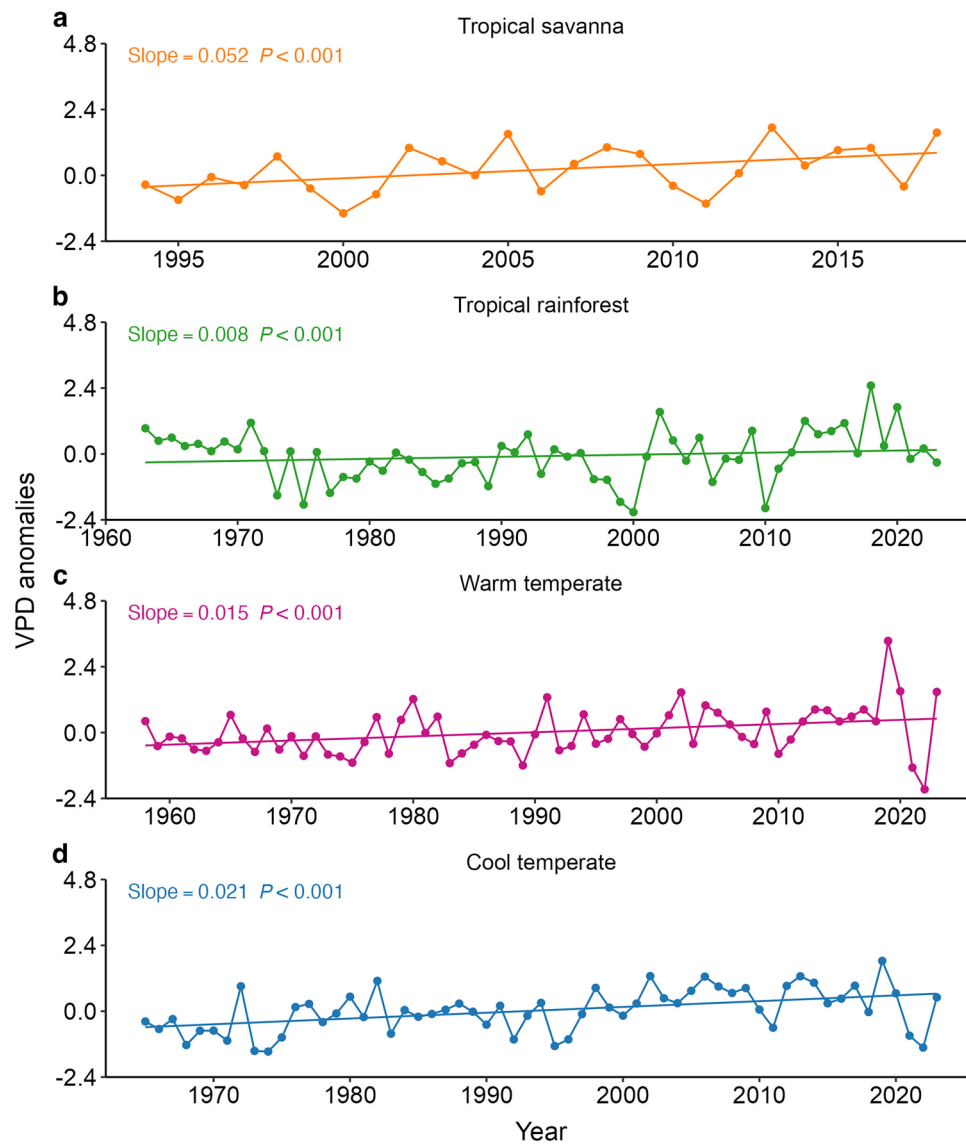 a
Tropical savanna
Slope = 0.052 P < 0.001
4.8
2.4
0.0
-2.4
1995 2000 2005 2010 2015
b
Tropical rainforest
Slope = 0.008 P < 0.001
4.8
2.4
0.0
-2.4
1960 1970 1980 1990 2000 2010 2020
c
Warm temperate
Slope = 0.015 P < 0.001
4.8
2.4
0.0
-2.4
1960 1970 1980 1990 2000 2010 2020
d
Cool temperate
Slope = 0.021 P < 0.001
4.8
2.4
0.0
-2.4
1970 1980 1990 2000 2010 2020
VPD anomalies
Year